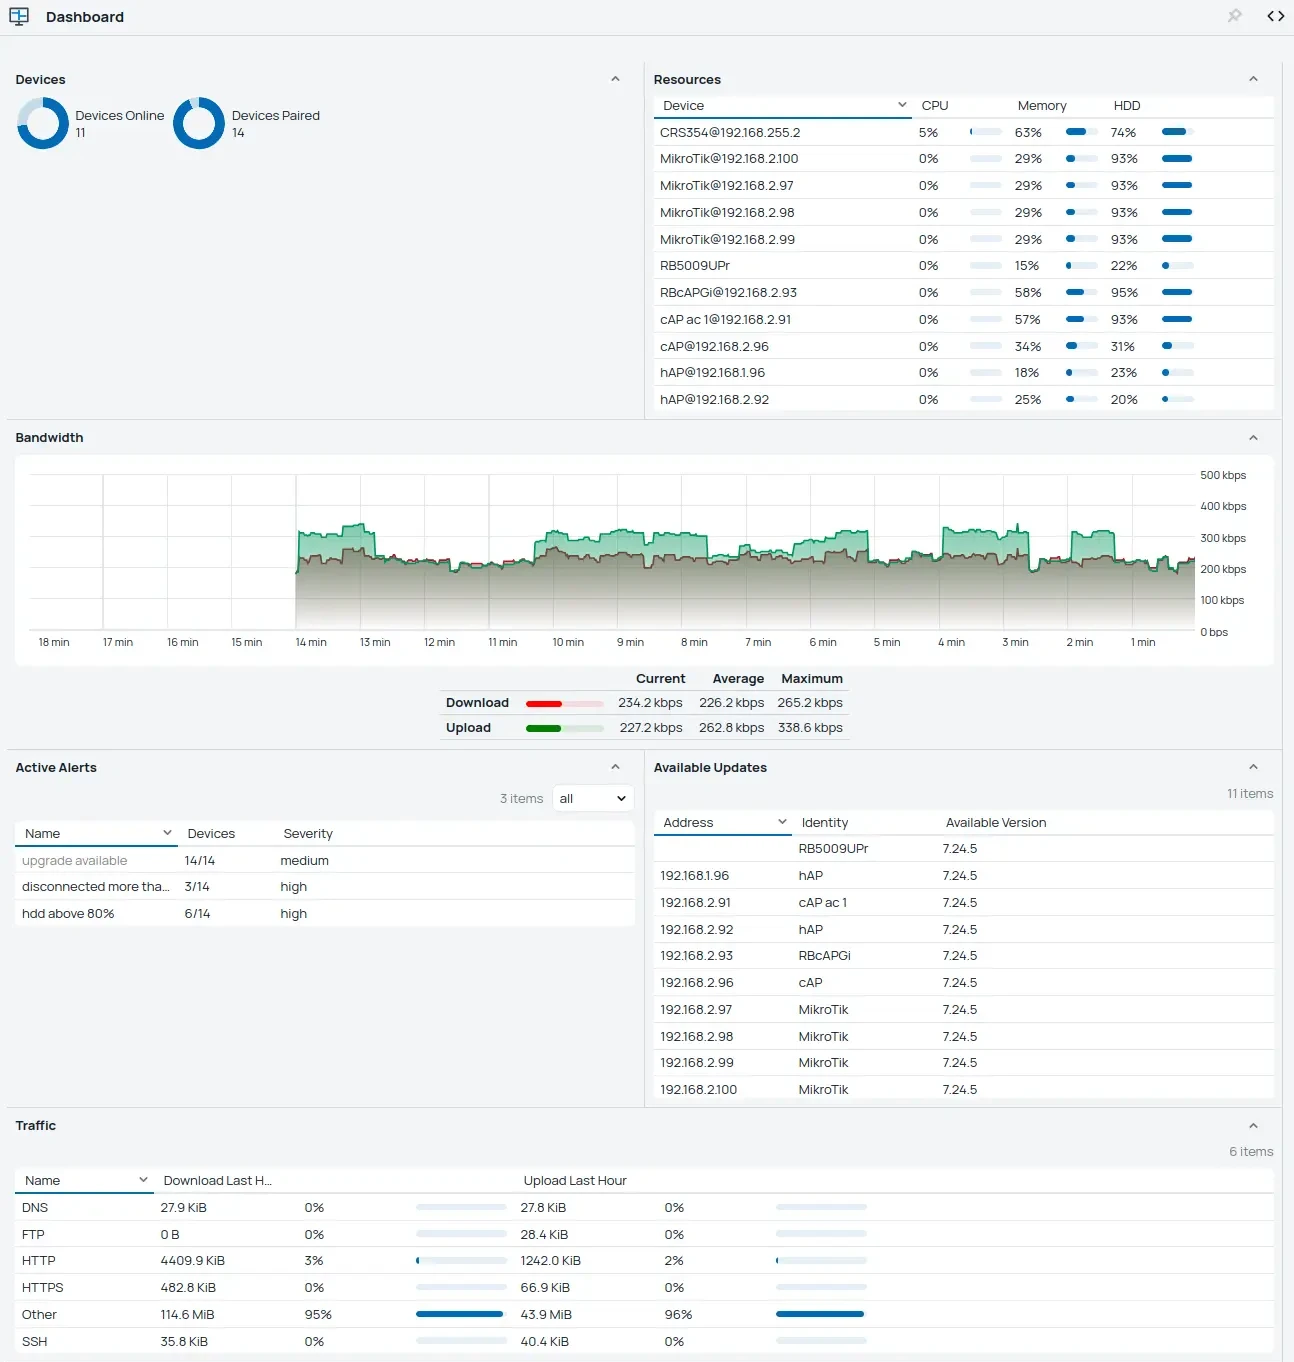 Dashboard
Devices
Devices Online
11
Devices Paired
14
Resources
Device CPU Memory HDD
CRS354@192.168.255.2 5% 63% 74%
MikroTik@192.168.2.100 0% 29% 93%
MikroTik@192.168.2.97 0% 29% 93%
MikroTik@192.168.2.98 0% 29% 93%
MikroTik@192.168.2.99 0% 29% 93%
RB5009UPr 0% 15% 22%
RBcAPGi@192.168.2.93 0% 58% 95%
cAP ac 1@192.168.2.91 0% 57% 93%
cAP@192.168.2.96 0% 34% 31%
hAP@192.168.1.96 0% 18% 23%
hAP@192.168.2.92 0% 25% 20%
Bandwidth
500 kbps
400 kbps
300 kbps
200 kbps
100 kbps
0 bps
18 min 17 min 16 min 15 min 14 min 13 min 12 min 11 min 10 min 9 min 8 min 7 min 6 min 5 min 4 min 3 min 2 min 1 min
Current Average Maximum
Download 234.2 kbps 226.2 kbps 265.2 kbps
Upload 227.2 kbps 262.8 kbps 338.6 kbps
Active Alerts
3 items all
Name Devices Severity
upgrade available 14/14 medium
disconnected more tha... 3/14 high
hdd above 80% 6/14 high
Available Updates
11 items
Address Identity Available Version
RB5009UPr 7.24.5
192.168.1.96 hAP 7.24.5
192.168.2.91 cAP ac 1 7.24.5
192.168.2.92 hAP 7.24.5
192.168.2.93 RBcAPGi 7.24.5
192.168.2.96 cAP 7.24.5
192.168.2.97 MikroTik 7.24.5
192.168.2.98 MikroTik 7.24.5
192.168.2.99 MikroTik 7.24.5
192.168.2.100 MikroTik 7.24.5
Traffic
6 items
Name Download Last H... Upload Last Hour
DNS 27.9 KiB 0% 27.8 KiB 0%
FTP 0 B 0% 28.4 KiB 0%
HTTP 4409.9 KiB 3% 1242.0 KiB 2%
HTTPS 482.8 KiB 0% 66.9 KiB 0%
Other 114.6 MiB 95% 43.9 MiB 96%
SSH 35.8 KiB 0% 40.4 KiB 0%